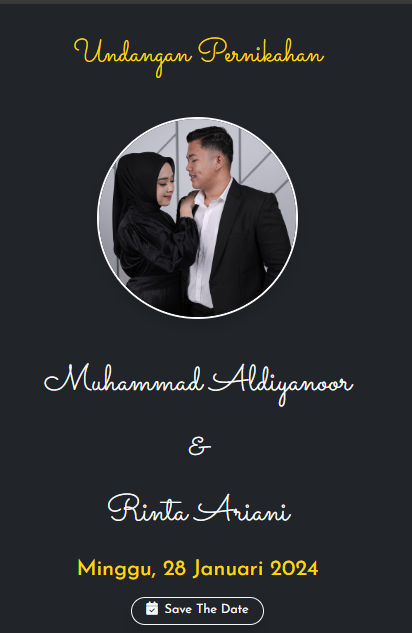 Undangan Pernikahan
Muhammad Aldiyanoor
&
Rinta Ariani
Minggu, 28 Januari 2024
Save The Date